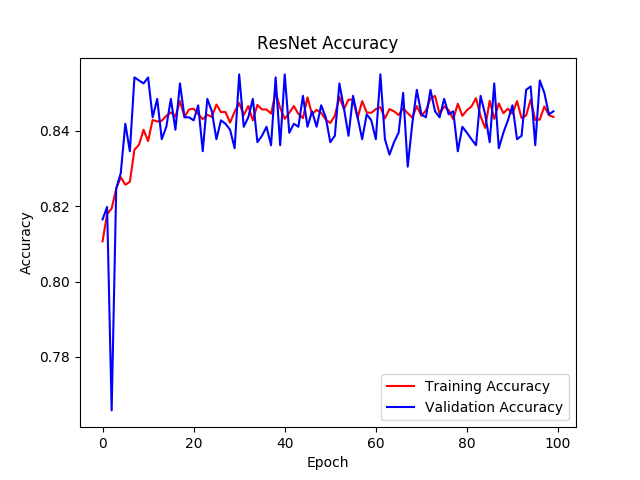 ResNet Accuracy
Accuracy
0.84
0.82
0.80
0.78
Training Accuracy
Validation Accuracy
0 20 40 60 80 100
Epoch